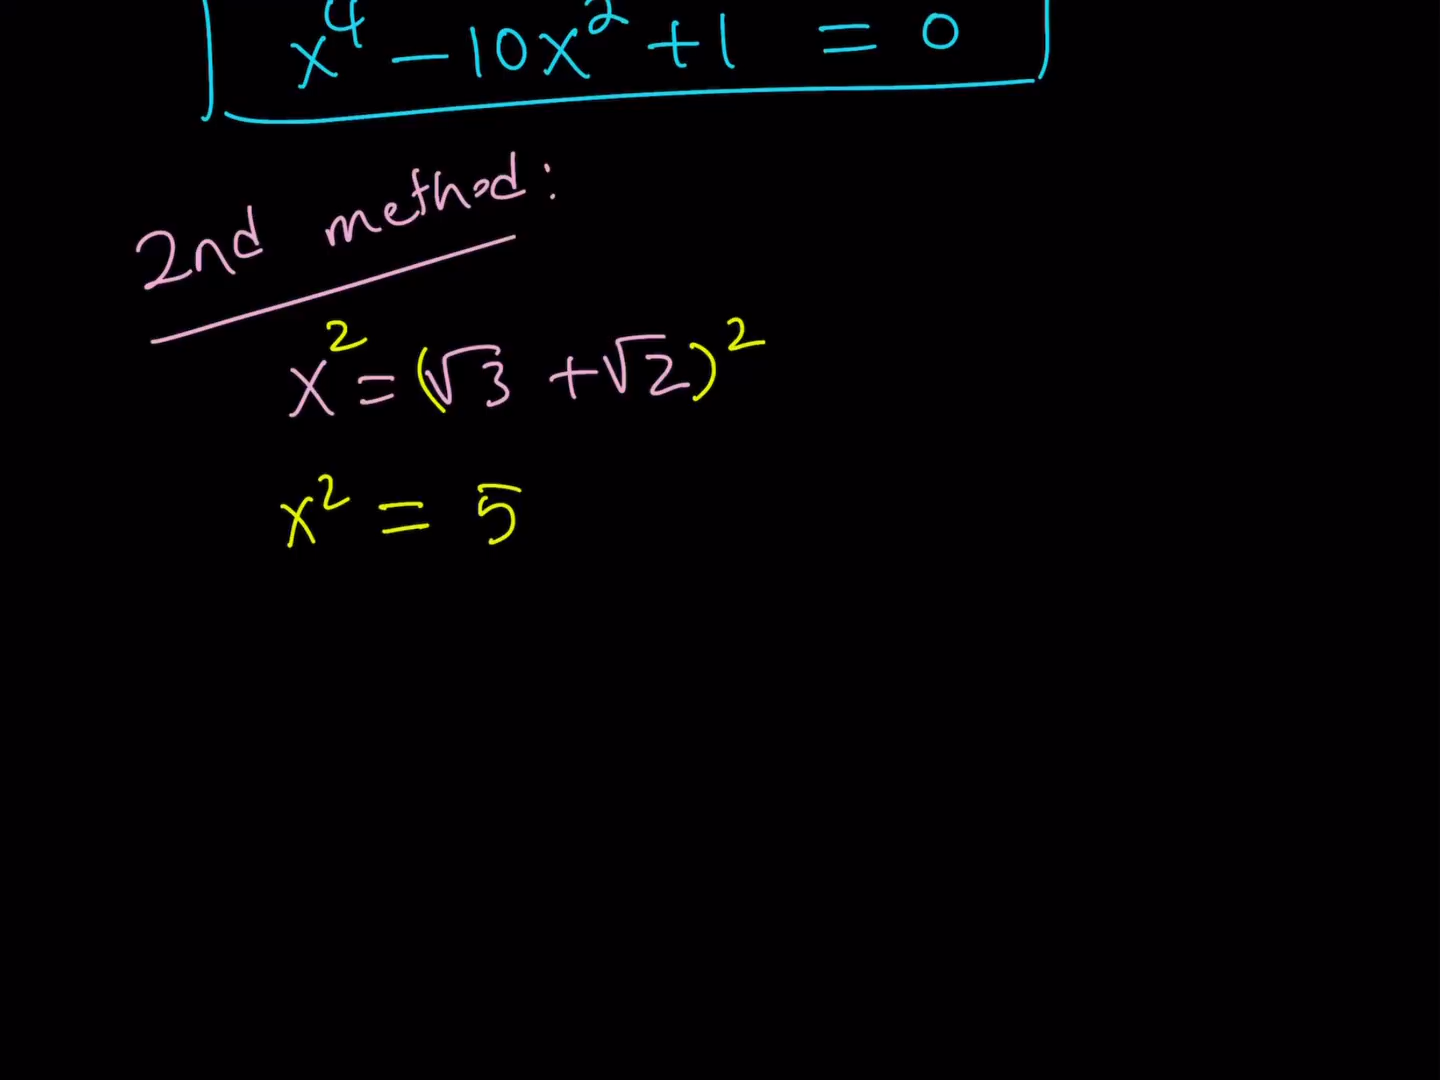 x⁴ - 10x² + 1 = 0
2nd method:
x² = (√3 + √2)²
x² = 5